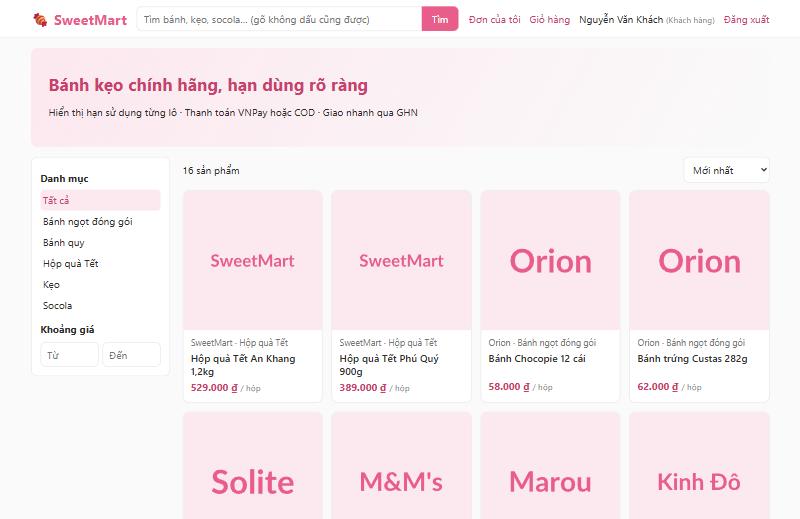 SweetMart
Tìm bánh, kẹo, socola... (gõ không dấu cũng được)
Tìm
Đơn của tôi
Giỏ hàng
Nguyễn Văn Khách (Khách hàng)
Đăng xuất
Bánh kẹo chính hãng, hạn dùng rõ ràng
Hiển thị hạn sử dụng từng lô · Thanh toán VNPay hoặc COD · Giao nhanh qua GHN
Danh mục
Tất cả
Bánh ngọt đóng gói
Bánh quy
Hộp quà Tết
Kẹo
Socola
Khoảng giá
Từ
Đến
16 sản phẩm
Mới nhất
SweetMart
SweetMart · Hộp quà Tết
Hộp quà Tết An Khang
1,2kg
529.000 ₫ / hộp
SweetMart
SweetMart · Hộp quà Tết
Hộp quà Tết Phú Quý
900g
389.000 ₫ / hộp
Orion
Orion · Bánh ngọt đóng gói
Bánh Chocopie 12 cái
58.000 ₫ / hộp
Orion
Orion · Bánh ngọt đóng gói
Bánh trứng Custas 282g
62.000 ₫ / hộp
Solite
M&M's
Marou
Kinh Đô